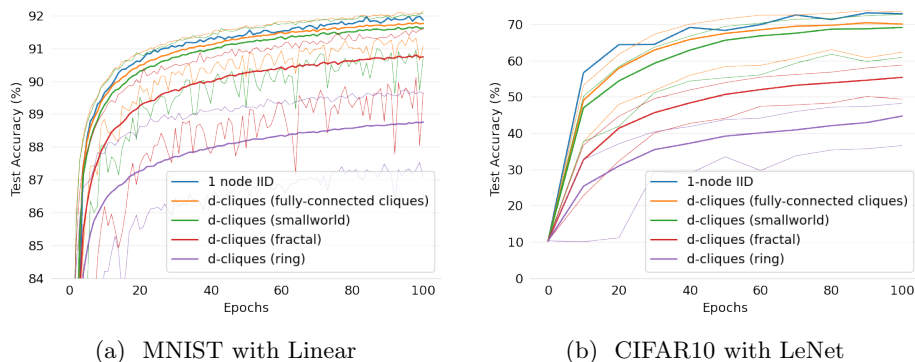 92
91
90
89
88
87
86
85
84
Test Accuracy (%)
0 20 40 60 80 100
Epochs
1 node IID
d-cliques (fully-connected cliques)
d-cliques (smallworld)
d-cliques (fractal)
d-cliques (ring)
(a) MNIST with Linear
70
60
50
40
30
20
10
0
Test Accuracy (%)
0 20 40 60 80 100
Epochs
1-node IID
d-cliques (fully-connected cliques)
d-cliques (smallworld)
d-cliques (fractal)
d-cliques (ring)
(b) CIFAR10 with LeNet